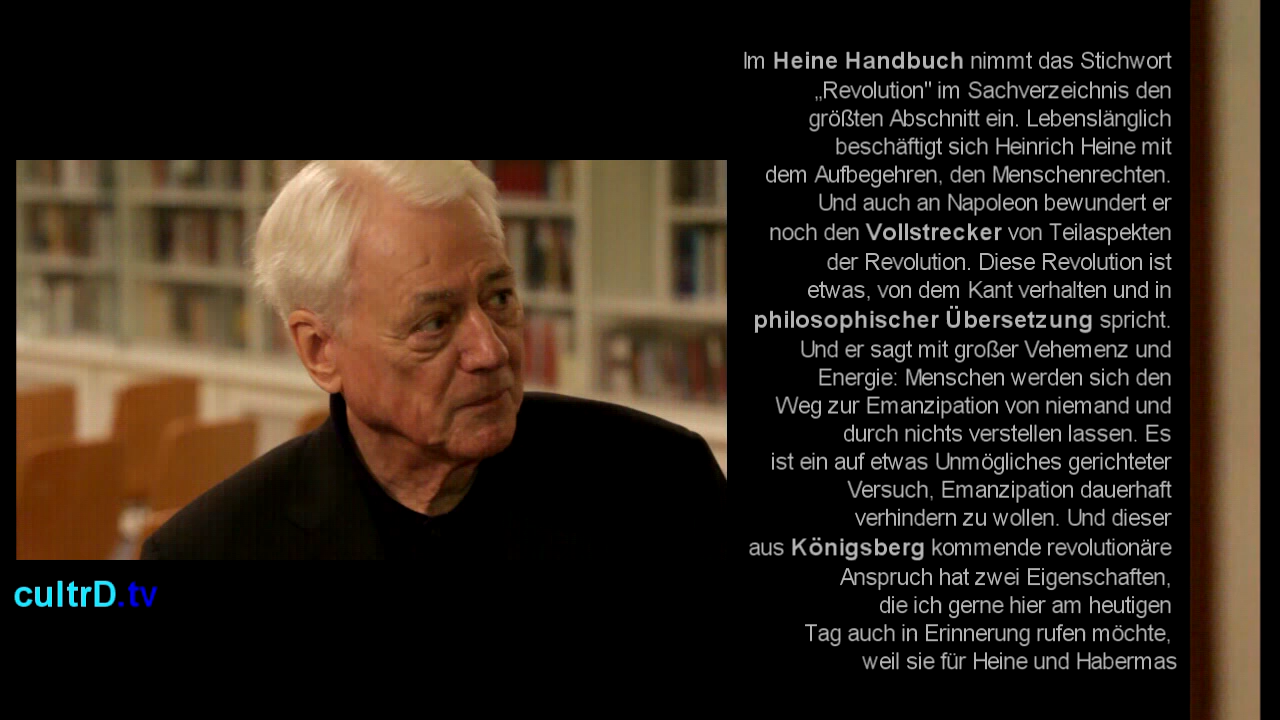 Im Heine Handbuch nimmt das Stichwort
„Revolution" im Sachverzeichnis den
größten Abschnitt ein. Lebenslänglich
beschäftigt sich Heinrich Heine mit
dem Aufbegehren, den Menschenrechten.
Und auch an Napoleon bewundert er
noch den Vollstrecker von Teilaspekten
der Revolution. Diese Revolution ist
etwas, von dem Kant verhalten und in
philosophischer Übersetzung spricht.
Und er sagt mit großer Vehemenz und
Energie: Menschen werden sich den
Weg zur Emanzipation von niemand und
durch nichts verstellen lassen. Es
ist ein auf etwas Unmögliches gerichteter
Versuch, Emanzipation dauerhaft
verhindern zu wollen. Und dieser
aus Königsberg kommende revolutionäre
Anspruch hat zwei Eigenschaften,
die ich gerne hier am heutigen
Tag auch in Erinnerung rufen möchte,
weil sie für Heine und Habermas
cultrD.tv